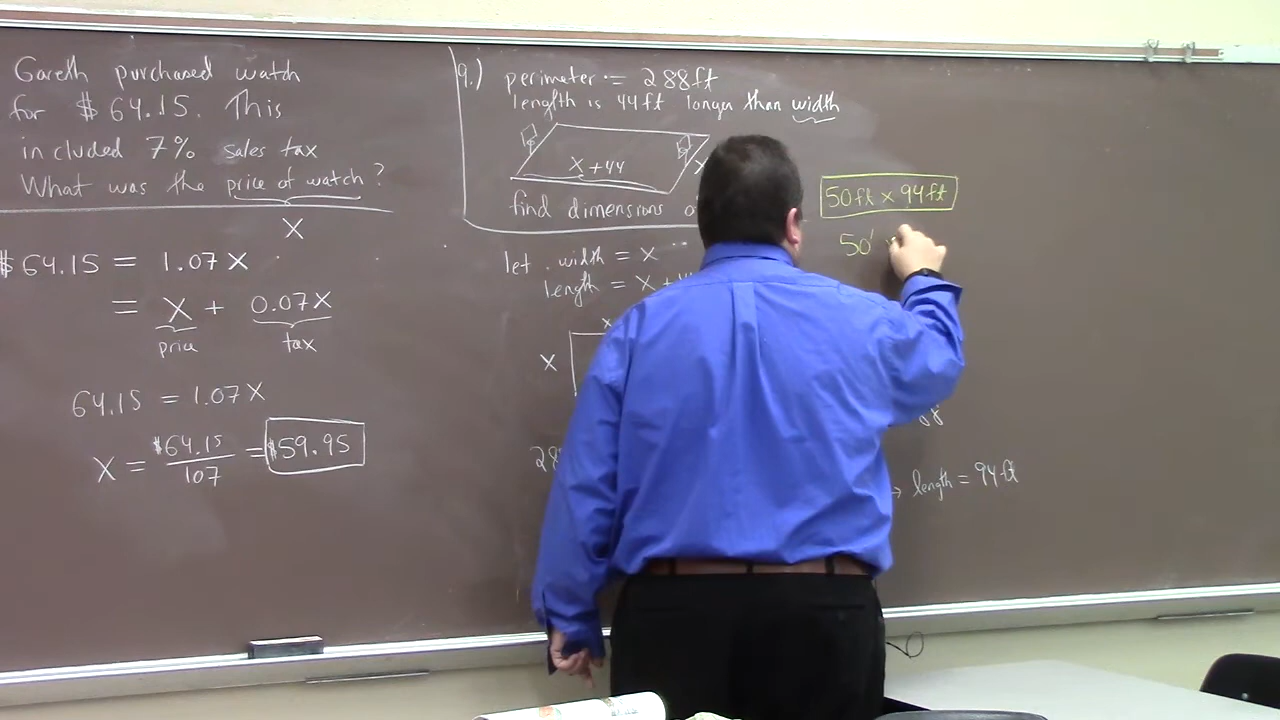 Gareth purchased watch
for $64.15. This
included 7% sales tax
What was the price of watch?
X
$64.15 = 1.07X
= X + 0.07X
price tax
64.15 = 1.07X
X = $64.15 / 107 = $59.95
9.) perimeter = 288ft
length is 44ft longer than width
X + 44
find dimensions
let width = X
length = X +
X
X
50ft x 94ft
50'
length = 94ft